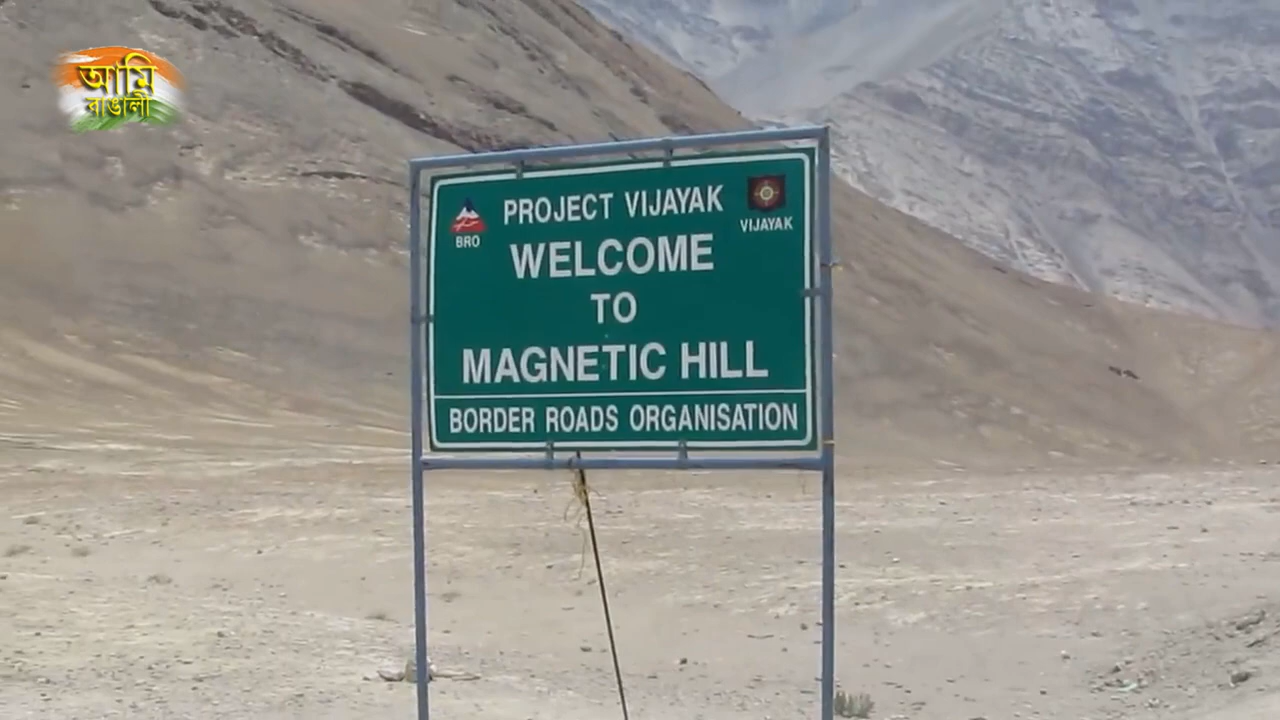 আমি
বাঙালী
PROJECT VIJAYAK
BRO
VIJAYAK
WELCOME
TO
MAGNETIC HILL
BORDER ROADS ORGANISATION